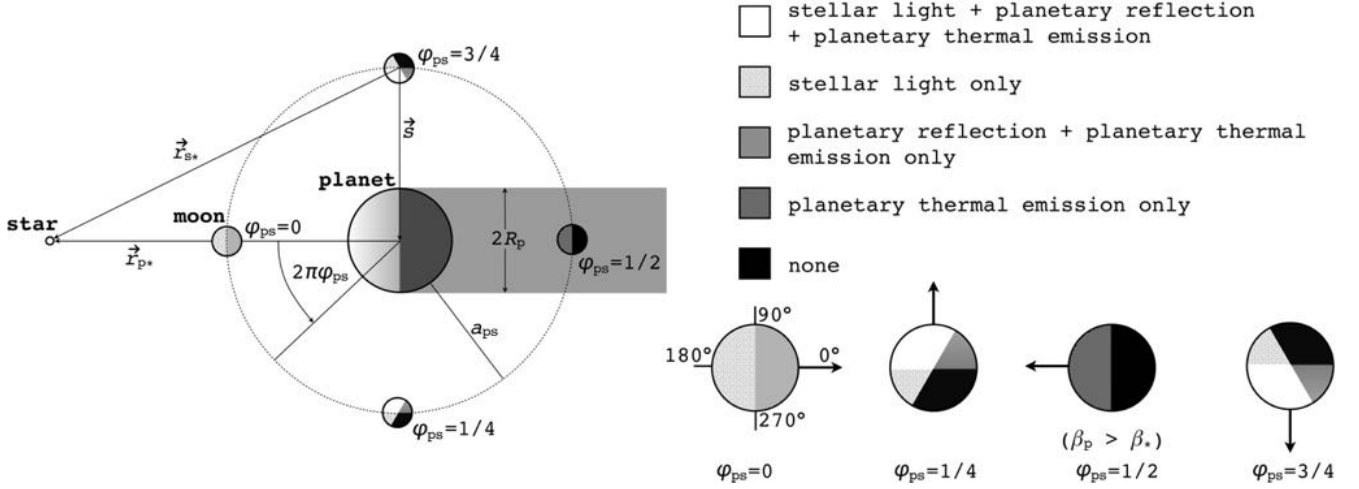 φps=3/4
s
rs*
planet
star
moon
φps=0
rp*
2πφps
2Rp
φps=1/2
aps
φps=1/4
stellar light + planetary reflection
+ planetary thermal emission
stellar light only
planetary reflection + planetary thermal
emission only
planetary thermal emission only
none
90°
180°
0°
270°
(βp > β*)
φps=0
φps=1/4
φps=1/2
φps=3/4